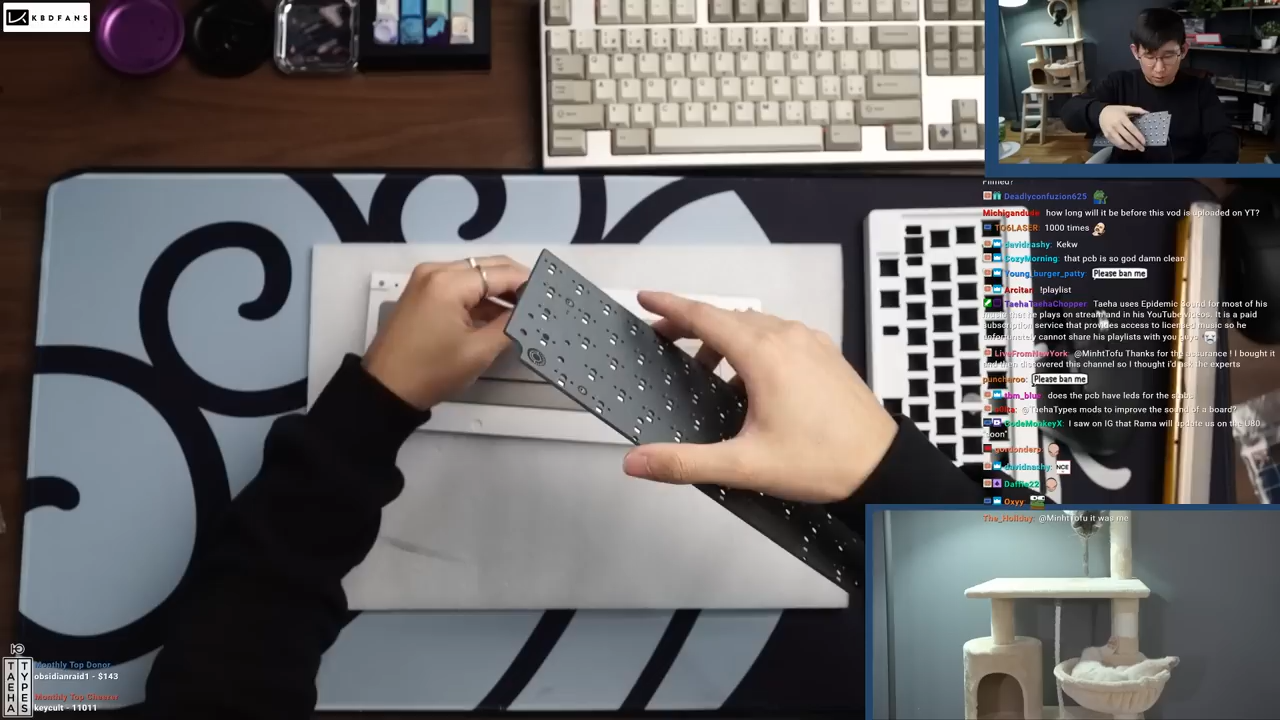 KBDFANS
Filmed?
Deadlyconfuzion625
Michigandude how long will it be before this vod is uploaded on YT?
TO6LASER: 1000 times
davidnashy: Kekw
CozyMorning: that pcb is so god damn clean
Young_burger_patty: Please ban me
Arcitan: !playlist
TaehaTaehaChopper: Taeha uses Epidemic Sound for most of his
music that he plays on stream and in his YouTube videos. It is a paid
subscription service that provides access to licensed music so he
unfortunately cannot share his playlists with you guys
LiveFromNewYork: @MinhtTofu Thanks for the assurance ! I bought it
and then discovered this channel so I thought i'd ask the experts
Please ban me
does the pcb have leds for the stabs
@TaehaTypes mods to improve the sound of a board?
CodeMonkeyX: I saw on IG that Rama will update us on the U80
"soon"
davidnashy: NCE
Oxyy:
The_Holiday: @MinhtTofu it was me
TAEHA
TYPES
Monthly Top Donor
obsidianraid1 - $143
Monthly Top Cheerer
keycult - 11011